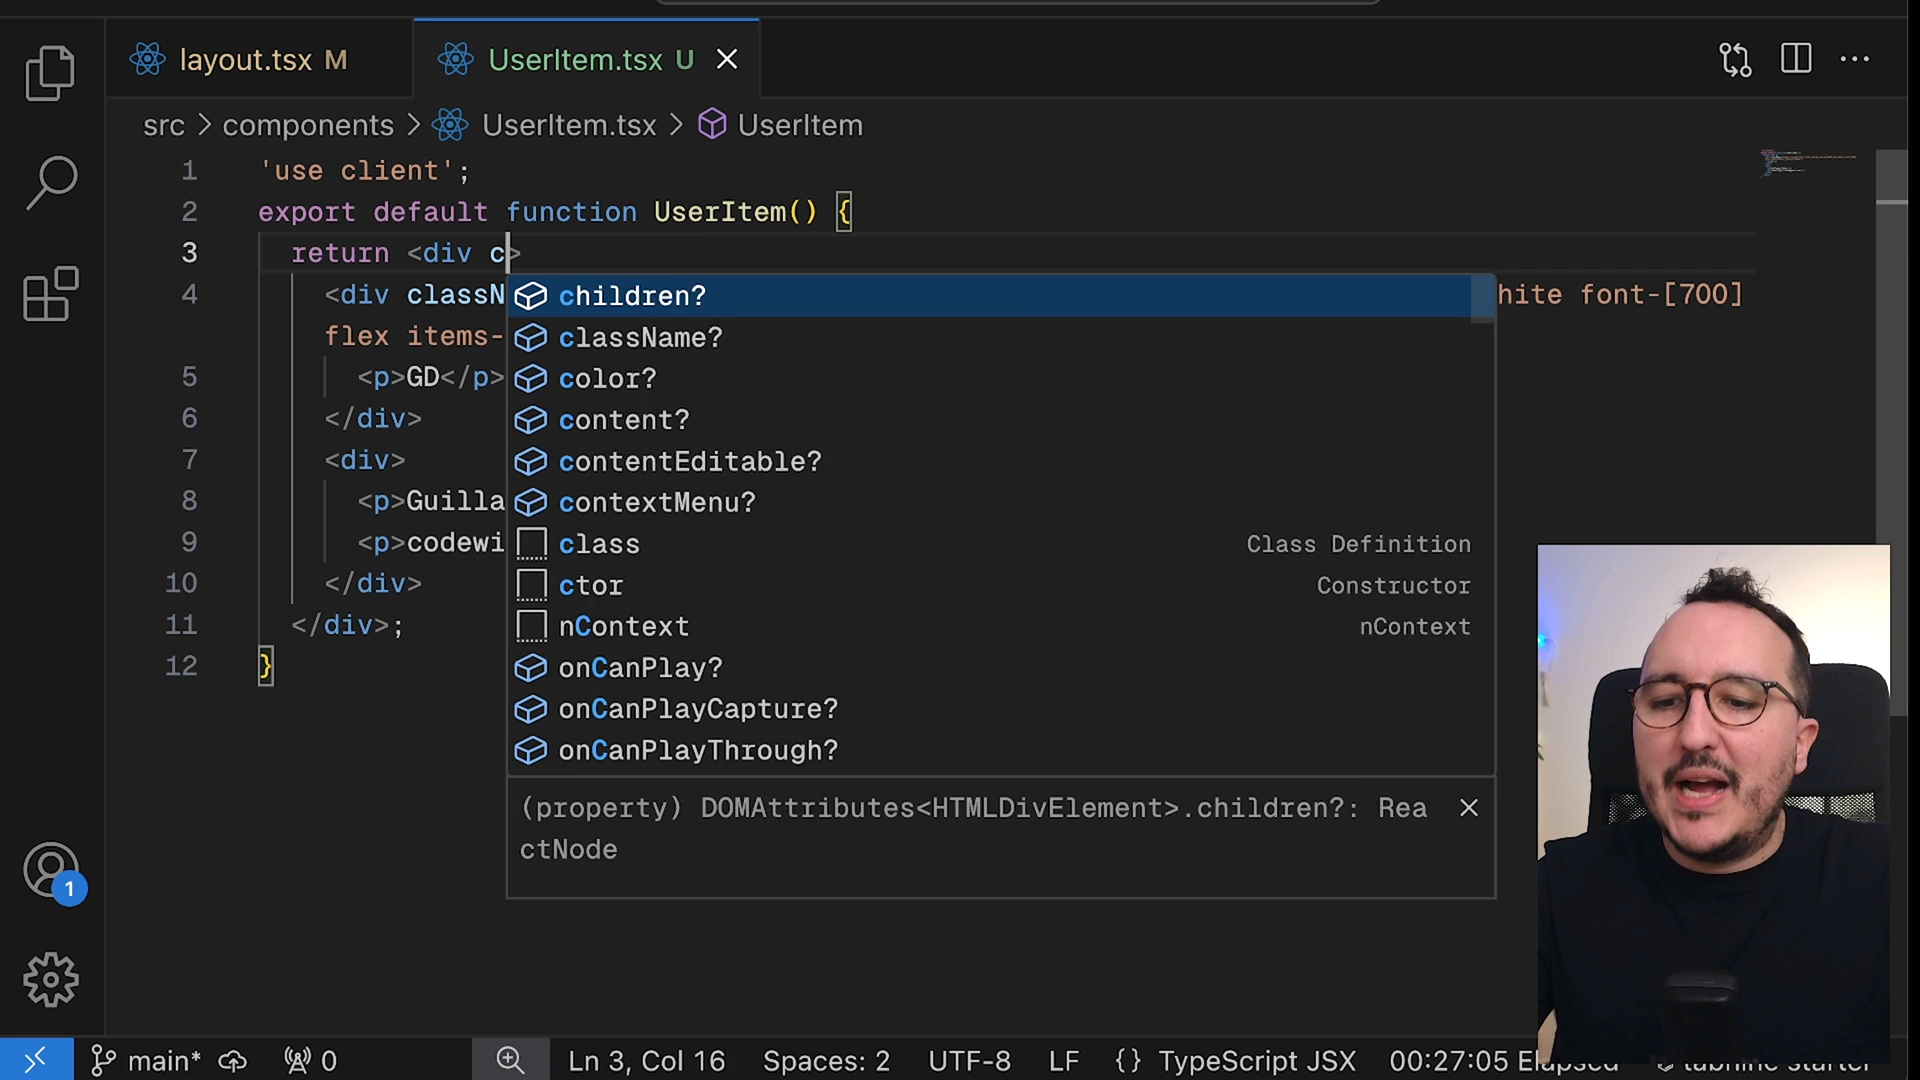 layout.tsx M
UserItem.tsx U
src > components > UserItem.tsx > UserItem
1 'use client';
2 export default function UserItem() {
3 return <div c>
4 <div classN
hite font-[700]
flex items-
5 <p>GD</p>
6 </div>
7 <div>
8 <p>Guilla
9 <p>codewi
10 </div>
11 </div>;
12 }
children?
className?
color?
content?
contentEditable?
contextMenu?
class Class Definition
ctor Constructor
nContext nContext
onCanPlay?
onCanPlayCapture?
onCanPlayThrough?
(property) DOMAttributes<HTMLDivElement>.children?: Rea
ctNode
1
main* 0 Ln 3, Col 16 Spaces: 2 UTF-8 LF {} TypeScript JSX 00:27:05 Elapsed tabnine starter